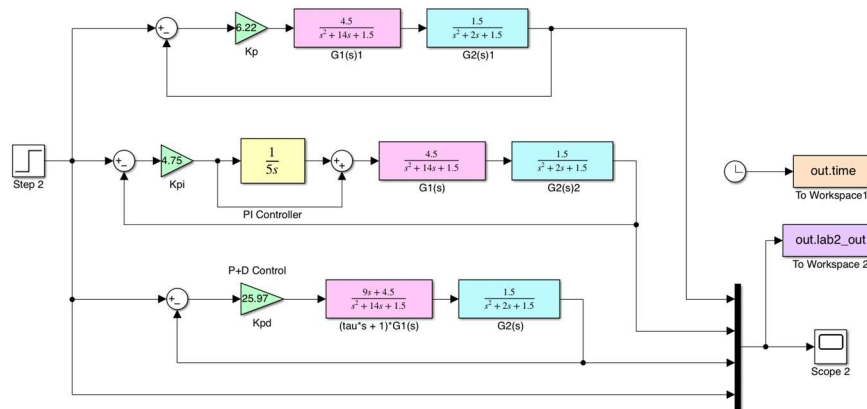 6.22
Kp
4.5
s² + 14s + 1.5
G1(s)1
1.5
s² + 2s + 1.5
G2(s)1
Step 2
4.75
Kpi
1
5s
PI Controller
4.5
s² + 14s + 1.5
G1(s)
1.5
s² + 2s + 1.5
G2(s)2
out.time
To Workspace1
out.lab2_out
To Workspace 2
P+D Control
25.97
Kpd
9s + 4.5
s² + 14s + 1.5
(tau*s + 1)*G1(s)
1.5
s² + 2s + 1.5
G2(s)
Scope 2